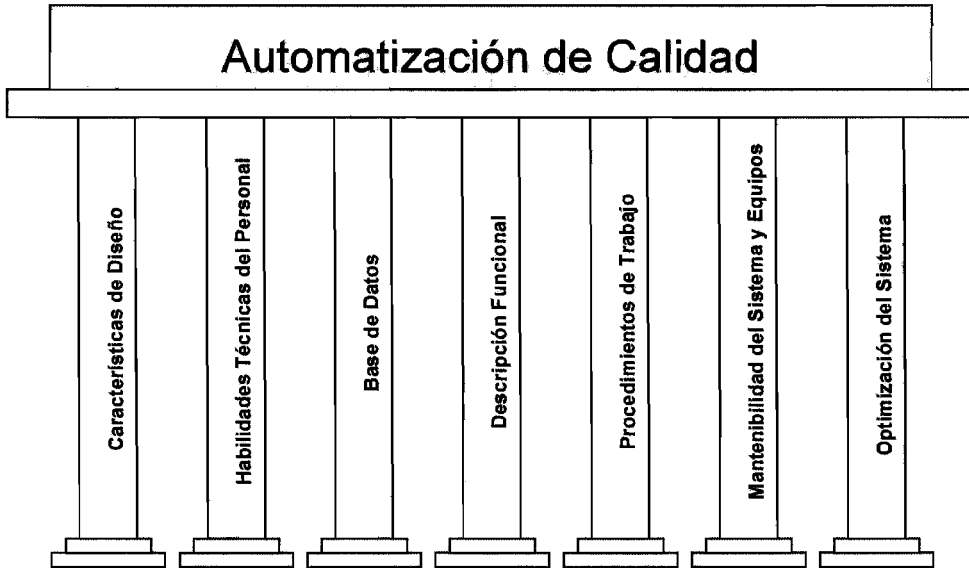 Automatización de Calidad
Características de Diseño
Habilidades Técnicas del Personal
Base de Datos
Descripción Funcional
Procedimientos de Trabajo
Mantenibilidad del Sistema y Equipos
Optimización del Sistema